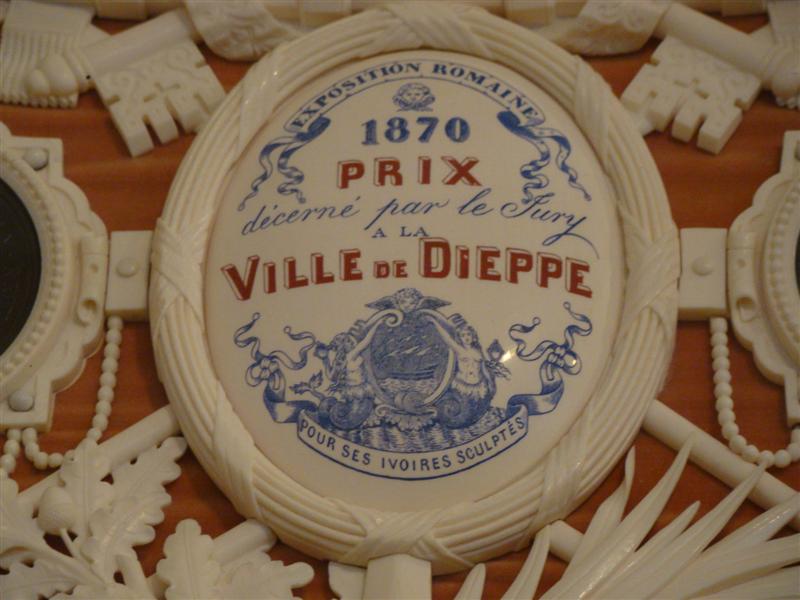 EXPOSITION ROMAINE
1870
PRIX
décerné par le Jury
A LA
VILLE DE DIEPPE
POUR SES IVOIRES SCULPTÉS